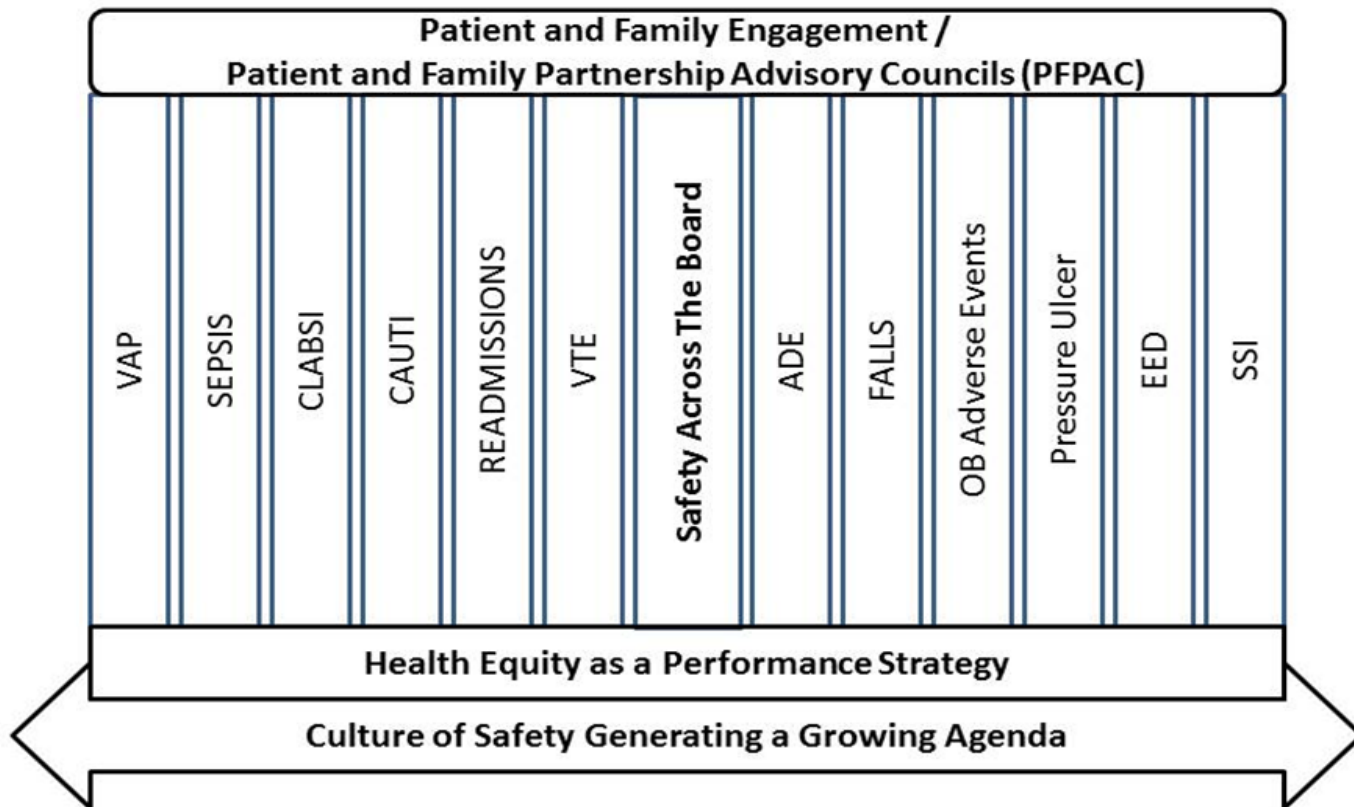 Patient and Family Engagement /
Patient and Family Partnership Advisory Councils (PFPAC)
VAP
SEPSIS
CLABSI
CAUTI
READMISSIONS
VTE
Safety Across The Board
ADE
FALLS
OB Adverse Events
Pressure Ulcer
EED
SSI
Health Equity as a Performance Strategy
Culture of Safety Generating a Growing Agenda